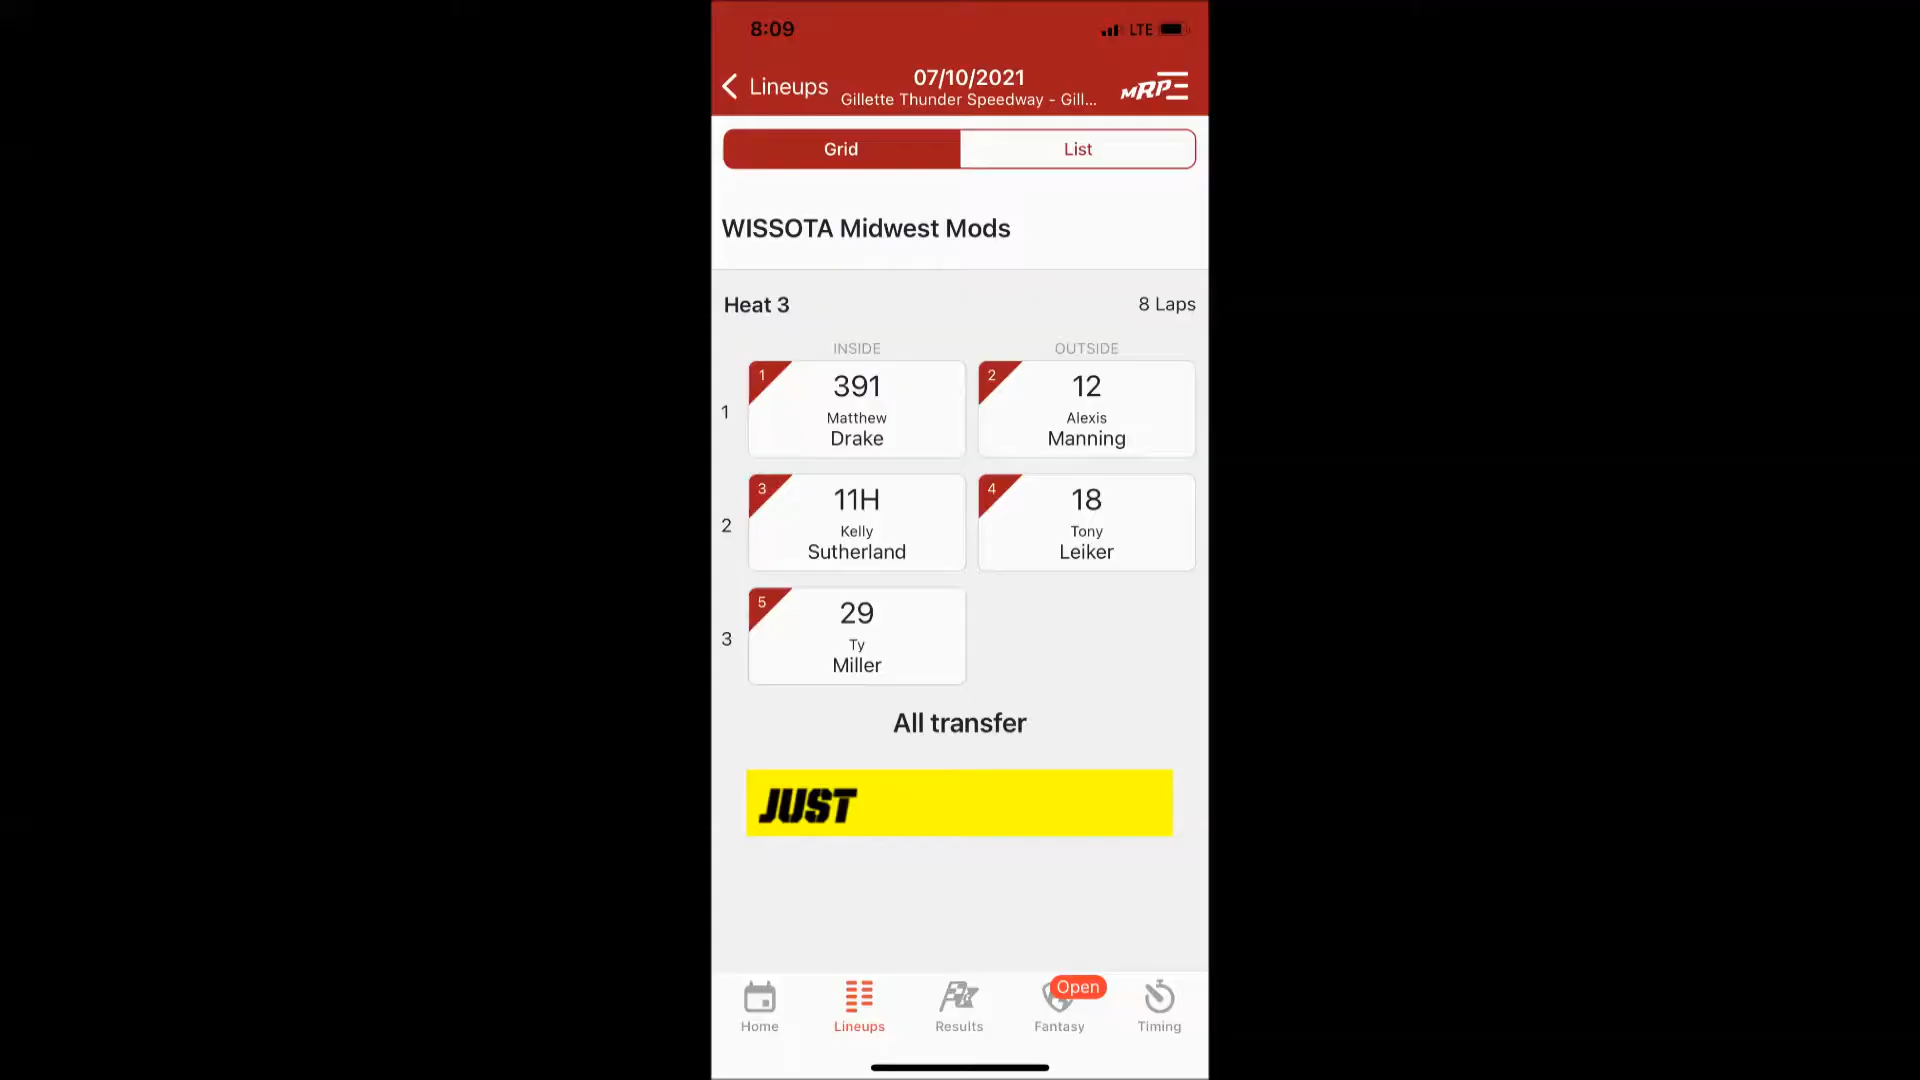 8:09
LTE
Lineups
07/10/2021
Gillette Thunder Speedway - Gill...
MRP
Grid
List
WISSOTA Midwest Mods
Heat 3
8 Laps
INSIDE
OUTSIDE
1
1
391
Matthew
Drake
2
12
Alexis
Manning
2
3
11H
Kelly
Sutherland
4
18
Tony
Leiker
3
5
29
Ty
Miller
All transfer
JUST
Open
Home
Lineups
Results
Fantasy
Timing